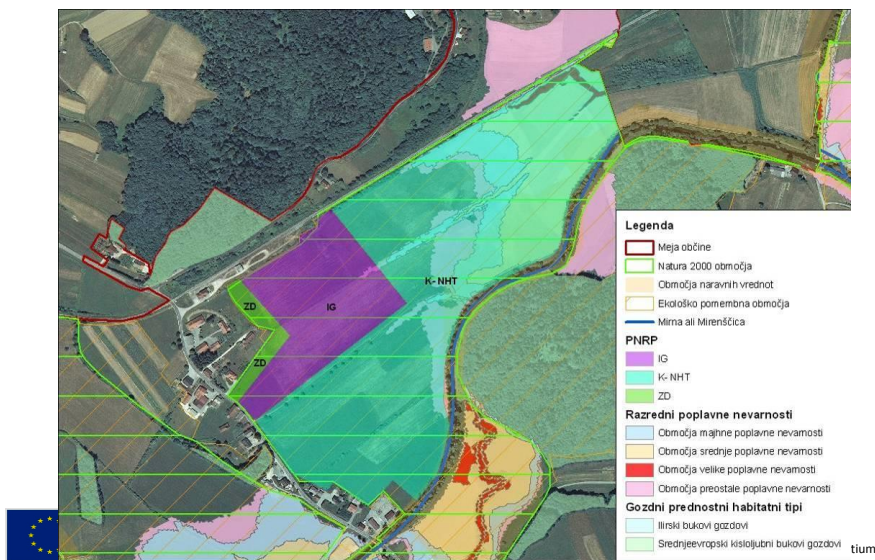 ZD
IG
K- NHT
ZD
Legenda
Meja občine
Natura 2000 območja
Območja naravnih vrednot
Ekološko pomembna območja
Mirna ali Mirenščica
PNRP
IG
K- NHT
ZD
Razredni poplavne nevarnosti
Območja majhne poplavne nevarnosti
Območja srednje poplavne nevarnosti
Območja velike poplavne nevarnosti
Območja preostale poplavne nevarnosti
Gozdni prednostni habitatni tipi
Ilirski bukovi gozdovi
Srednjeevropski kisloljubni bukovi gozdovi
tium